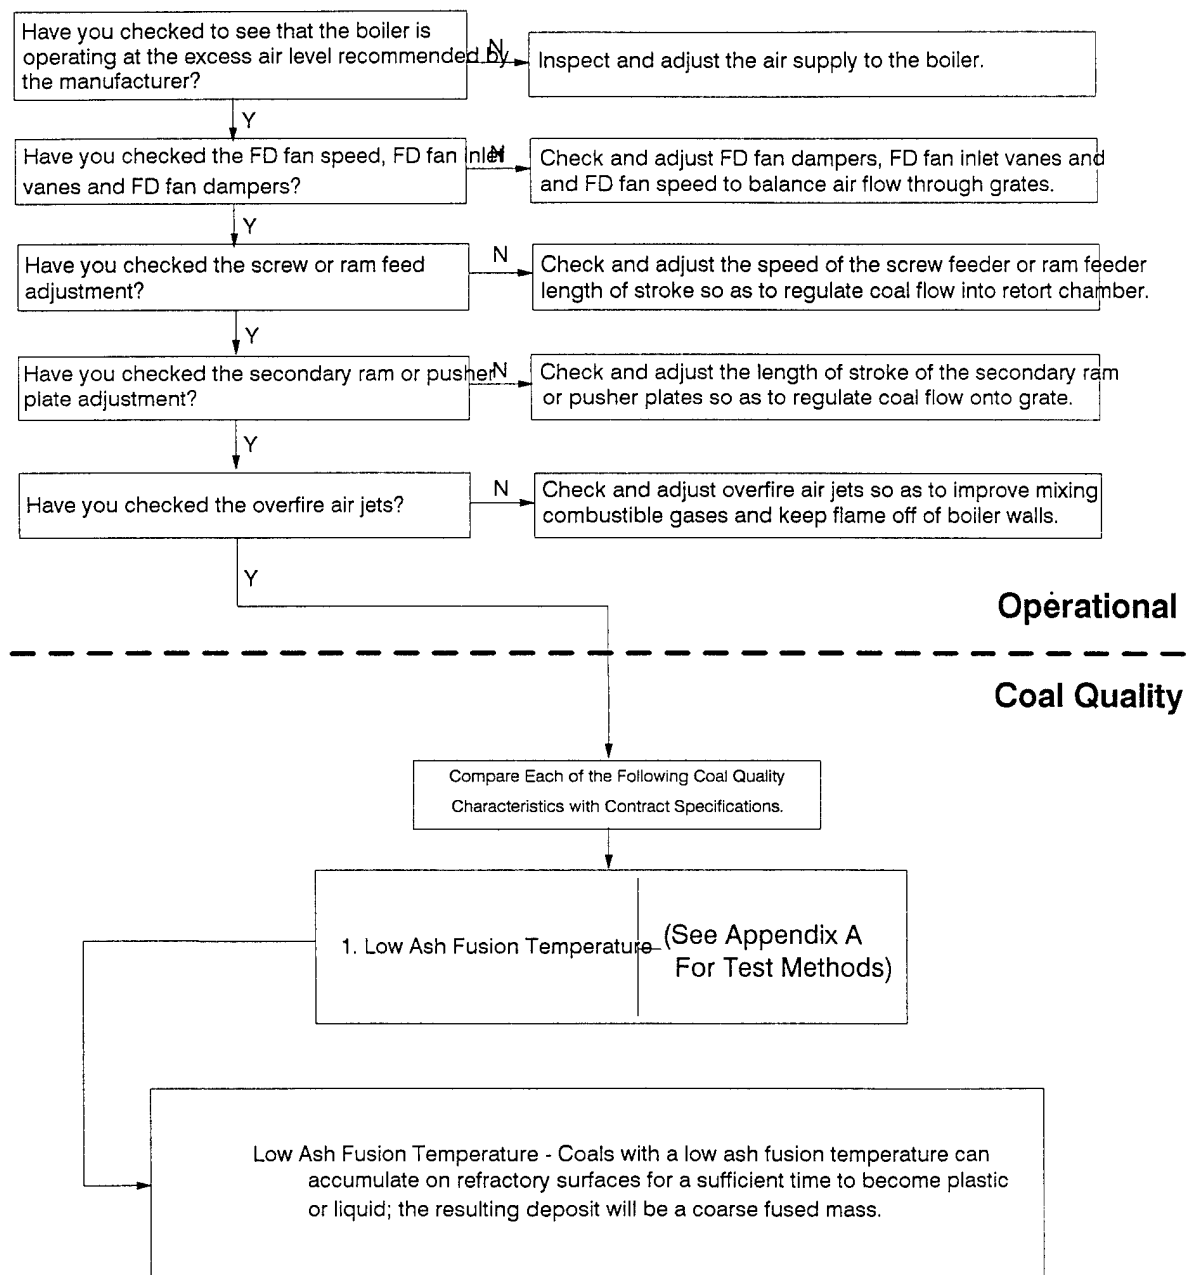 Have you checked to see that the boiler is
operating at the excess air level recommended by
the manufacturer?
N
Inspect and adjust the air supply to the boiler.
Y
Have you checked the FD fan speed, FD fan inlet
vanes and FD fan dampers?
N
Check and adjust FD fan dampers, FD fan inlet vanes and
and FD fan speed to balance air flow through grates.
Y
Have you checked the screw or ram feed
adjustment?
N
Check and adjust the speed of the screw feeder or ram feeder
length of stroke so as to regulate coal flow into retort chamber.
Y
Have you checked the secondary ram or pusher
plate adjustment?
N
Check and adjust the length of stroke of the secondary ram
or pusher plates so as to regulate coal flow onto grate.
Y
Have you checked the overfire air jets?
N
Check and adjust overfire air jets so as to improve mixing
combustible gases and keep flame off of boiler walls.
Y
Operational
Coal Quality
Compare Each of the Following Coal Quality
Characteristics with Contract Specifications.
1. Low Ash Fusion Temperature
(See Appendix A
For Test Methods)
Low Ash Fusion Temperature - Coals with a low ash fusion temperature can
accumulate on refractory surfaces for a sufficient time to become plastic
or liquid; the resulting deposit will be a coarse fused mass.